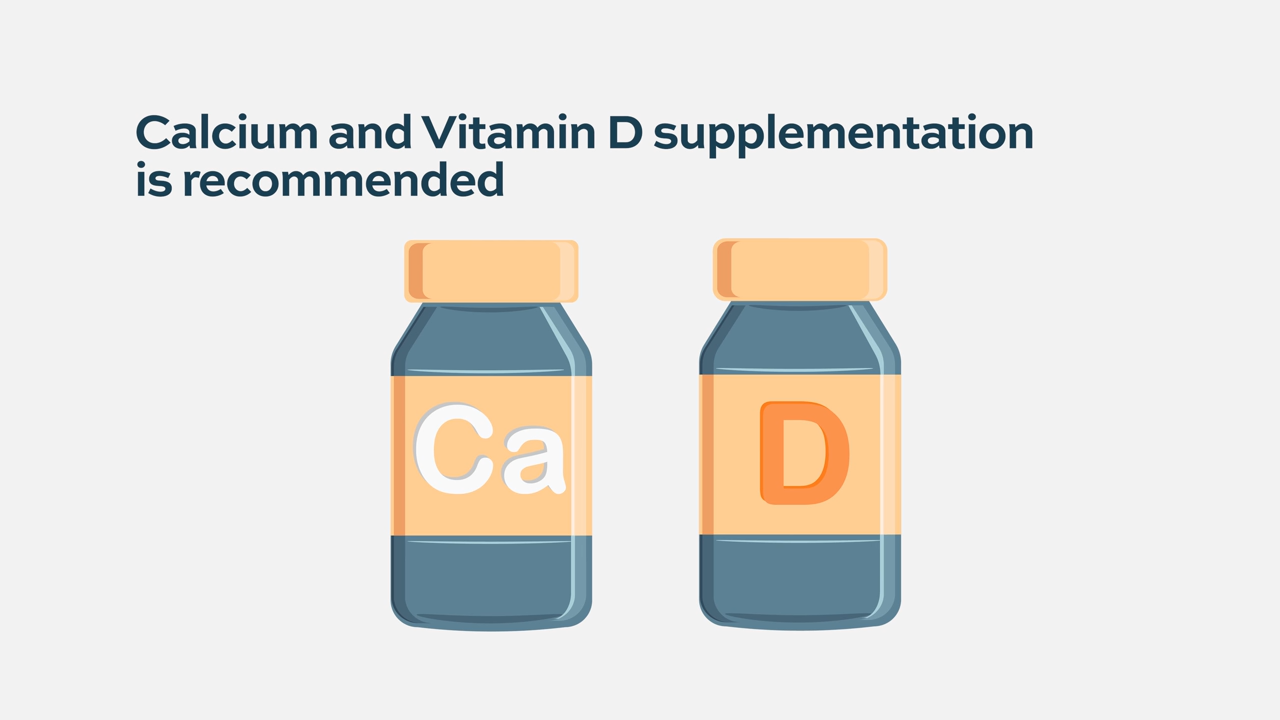 Calcium and Vitamin D supplementation
is recommended
Ca
D